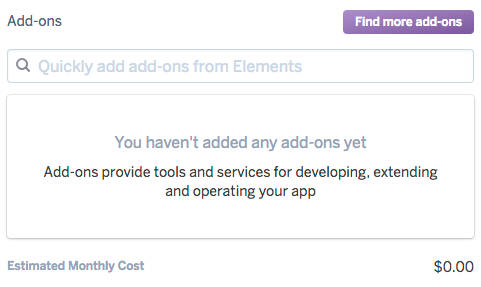 Add-ons
Find more add-ons
Quickly add add-ons from Elements
You haven't added any add-ons yet
Add-ons provide tools and services for developing, extending
and operating your app
Estimated Monthly Cost
$0.00